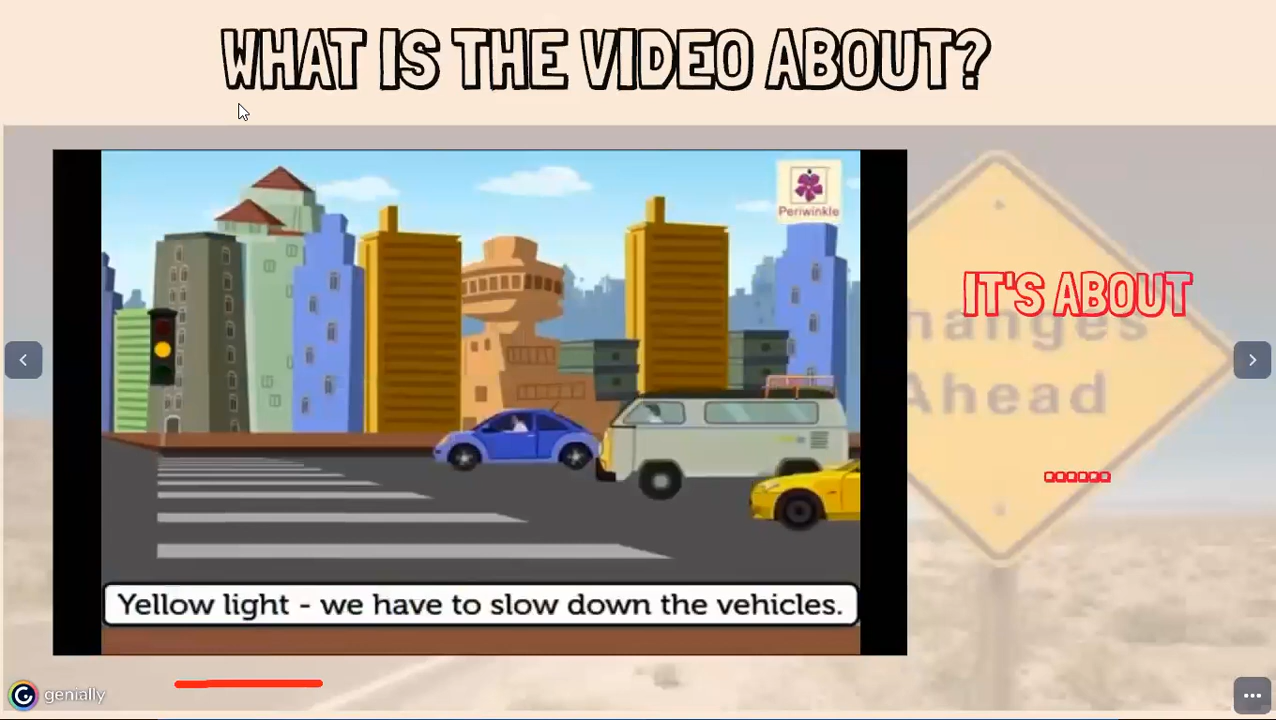 WHAT IS THE VIDEO ABOUT?
Periwinkle
IT'S ABOUT
hanges
Ahead
......
Yellow light - we have to slow down the vehicles.
genially